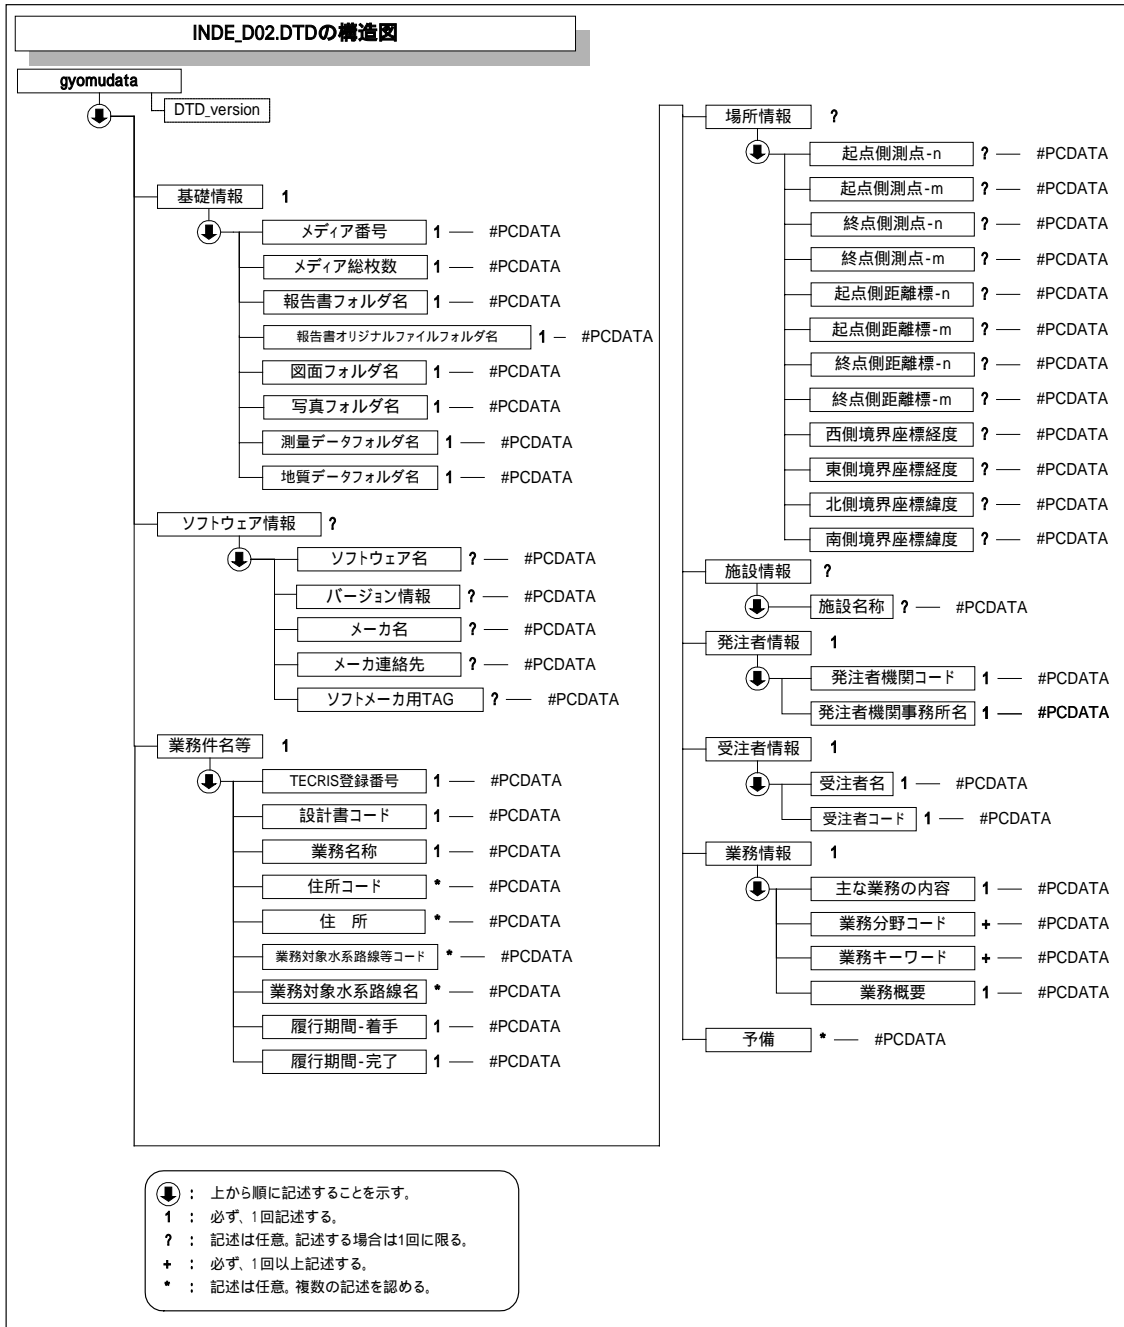 INDE_D02.DTDの構造図
gyomudata
DTD_version
基礎情報 1
メディア番号 1 #PCDATA
メディア総枚数 1 #PCDATA
報告書フォルダ名 1 #PCDATA
報告書オリジナルファイルフォルダ名 1 #PCDATA
図面フォルダ名 1 #PCDATA
写真フォルダ名 1 #PCDATA
測量データフォルダ名 1 #PCDATA
地質データフォルダ名 1 #PCDATA
ソフトウェア情報 ?
ソフトウェア名 ? #PCDATA
バージョン情報 ? #PCDATA
メーカ名 ? #PCDATA
メーカ連絡先 ? #PCDATA
ソフトメーカ用TAG ? #PCDATA
業務件名等 1
TECRIS登録番号 1 #PCDATA
設計書コード 1 #PCDATA
業務名称 1 #PCDATA
住所コード * #PCDATA
住　所 * #PCDATA
業務対象水系路線等コード * #PCDATA
業務対象水系路線名 * #PCDATA
履行期間-着手 1 #PCDATA
履行期間-完了 1 #PCDATA
場所情報 ?
起点側測点-n ? #PCDATA
起点側測点-m ? #PCDATA
終点側測点-n ? #PCDATA
終点側測点-m ? #PCDATA
起点側距離標-n ? #PCDATA
起点側距離標-m ? #PCDATA
終点側距離標-n ? #PCDATA
終点側距離標-m ? #PCDATA
西側境界座標経度 ? #PCDATA
東側境界座標経度 ? #PCDATA
北側境界座標緯度 ? #PCDATA
南側境界座標緯度 ? #PCDATA
施設情報 ?
施設名称 ? #PCDATA
発注者情報 1
発注者機関コード 1 #PCDATA
発注者機関事務所名 1 #PCDATA
受注者情報 1
受注者名 1 #PCDATA
受注者コード 1 #PCDATA
業務情報 1
主な業務の内容 1 #PCDATA
業務分野コード + #PCDATA
業務キーワード + #PCDATA
業務概要 1 #PCDATA
予備 * #PCDATA
： 上から順に記述することを示す。
1 ： 必ず、1回記述する。
? ： 記述は任意。記述する場合は1回に限る。
+ ： 必ず、1回以上記述する。
* ： 記述は任意。複数の記述を認める。